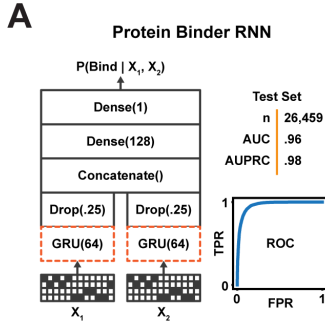 A
Protein Binder RNN
P(Bind | X1, X2)
Dense(1)
Dense(128)
Concatenate()
Drop(.25) Drop(.25)
GRU(64) GRU(64)
X1 X2
Test Set
n 26,459
AUC .96
AUPRC .98
1
TPR
ROC
0
0 FPR 1